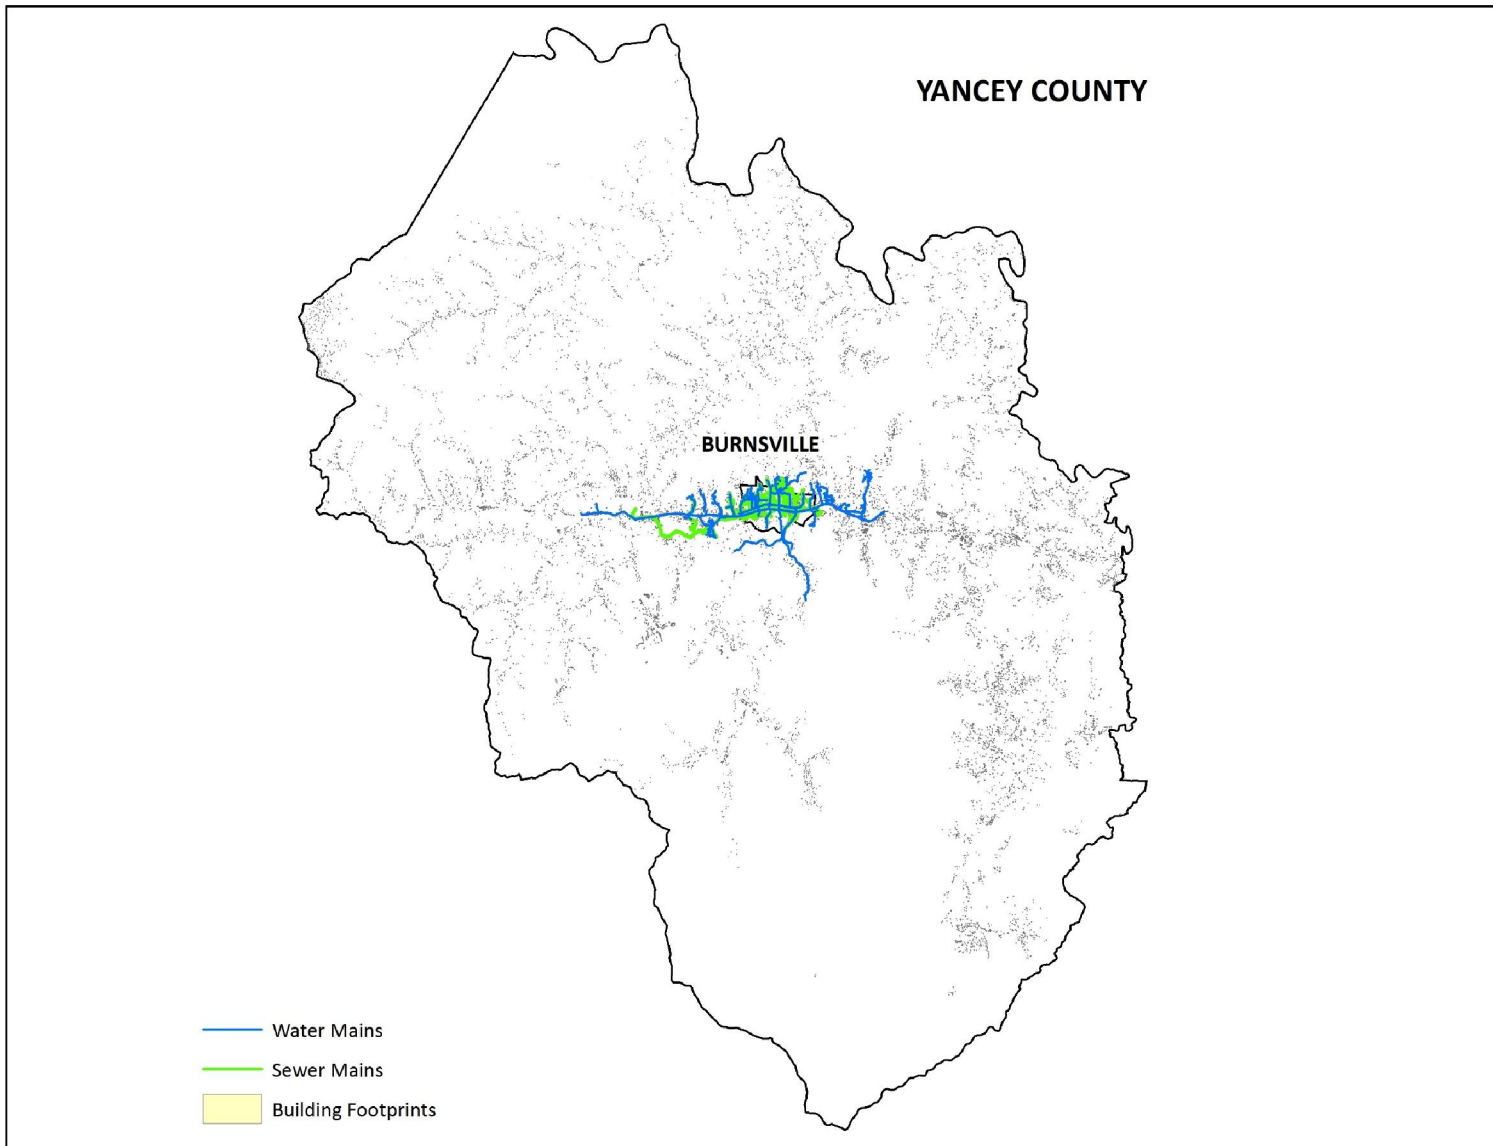 YANCEY COUNTY
BURNSVILLE
Water Mains
Sewer Mains
Building Footprints